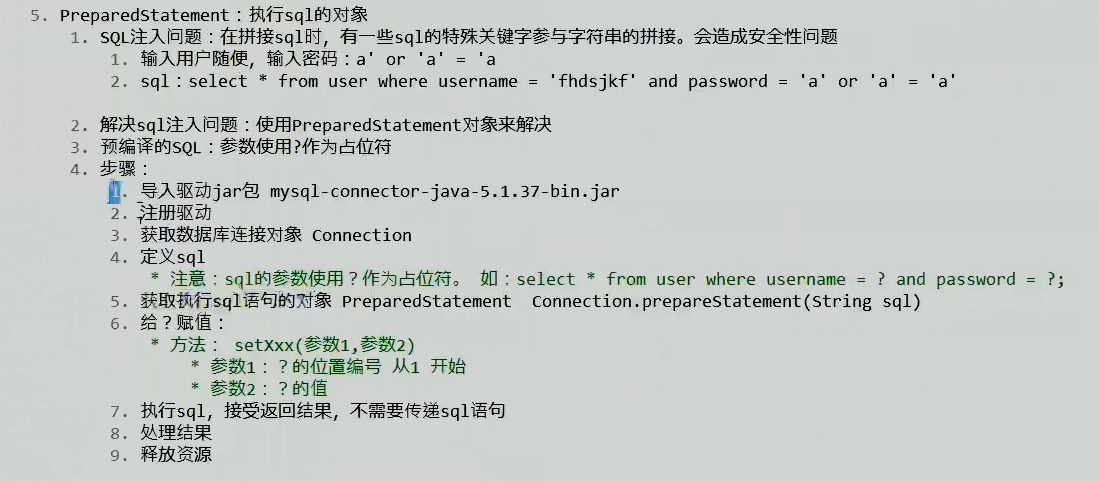 5. PreparedStatement：执行sql的对象
1. SQL注入问题：在拼接sql时，有一些sql的特殊关键字参与字符串的拼接。会造成安全性问题
1. 输入用户随便，输入密码：a' or 'a' = 'a
2. sql：select * from user where username = 'fhdsjkf' and password = 'a' or 'a' = 'a'
2. 解决sql注入问题：使用PreparedStatement对象来解决
3. 预编译的SQL：参数使用?作为占位符
4. 步骤：
1. 导入驱动jar包 mysql-connector-java-5.1.37-bin.jar
2. 注册驱动
3. 获取数据库连接对象 Connection
4. 定义sql
* 注意：sql的参数使用？作为占位符。 如：select * from user where username = ? and password = ?;
5. 获取执行sql语句的对象 PreparedStatement  Connection.prepareStatement(String sql)
6. 给？赋值：
* 方法： setXxx(参数1,参数2)
* 参数1：？的位置编号 从1 开始
* 参数2：？的值
7. 执行sql，接受返回结果，不需要传递sql语句
8. 处理结果
9. 释放资源